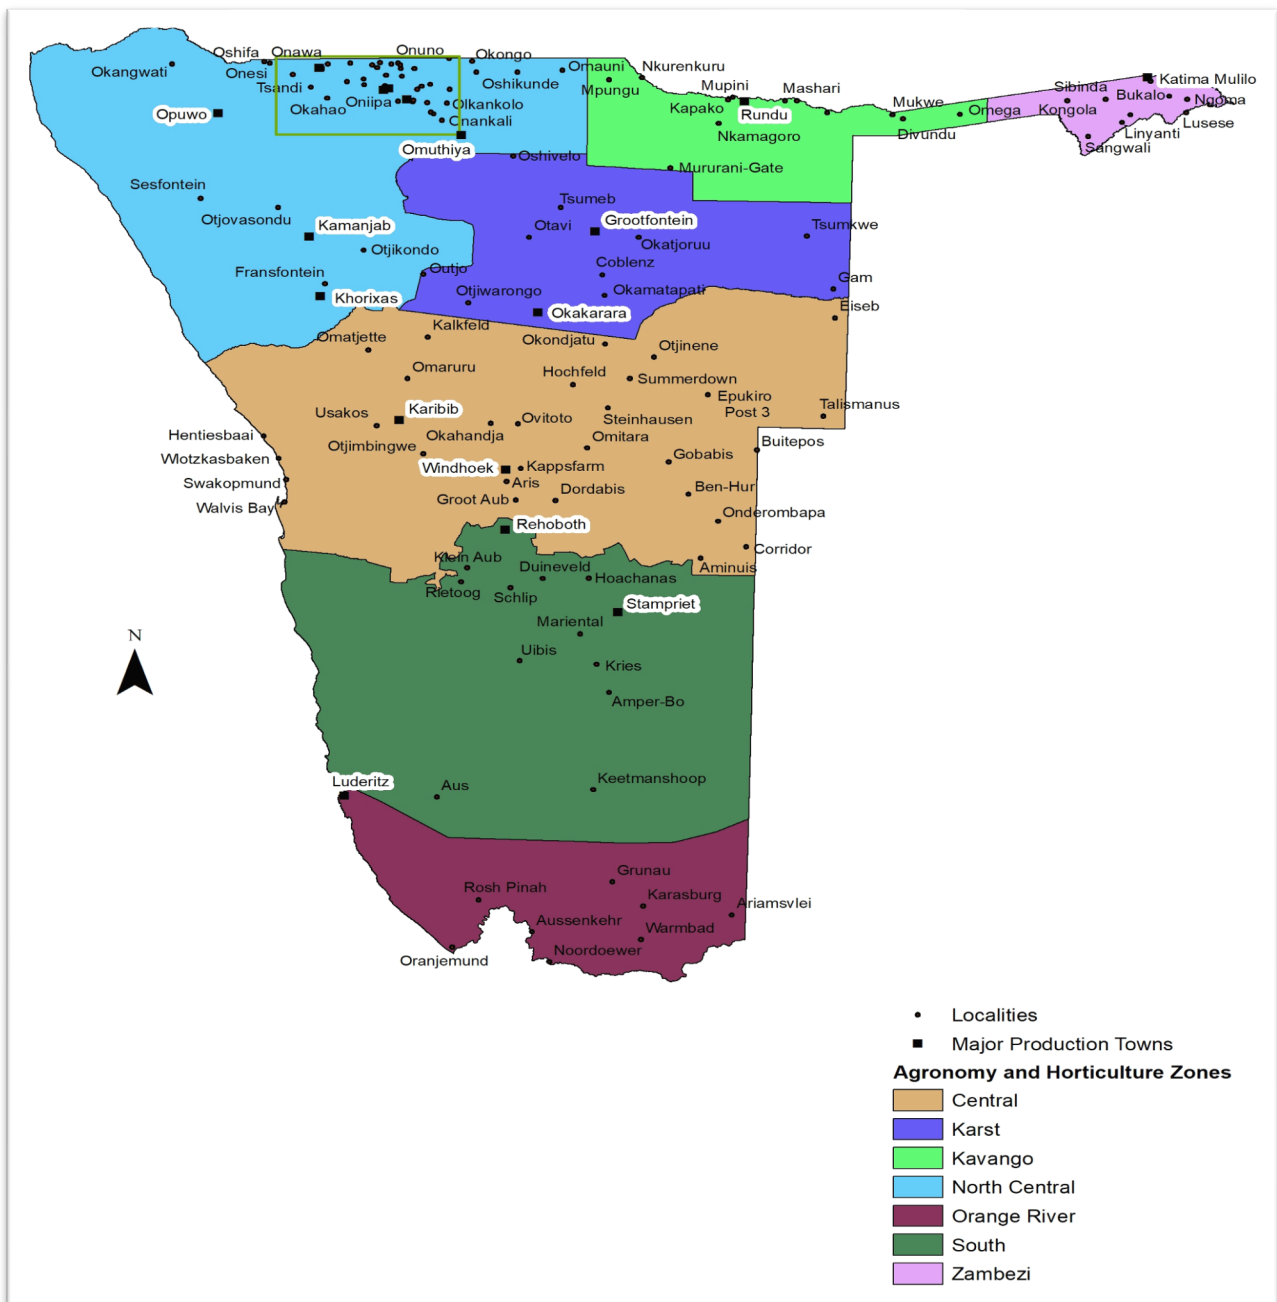 Oshifa
Onawa
Onuno
Okongo
Okangwati
Onesi
Omauni
Nkurenkuru
Tsandi
Oshikunde
Mpungu
Mupini
Mashari
Sibinda
Katima Mulilo
Okahao
Oniipa
Olkankolo
Kapako
Rundu
Mukwe
Omega
Kongola
Bukalo
Ngoma
Opuwo
Onankali
Nkamagoro
Divundu
Linyanti
Lusese
Omuthiya
Oshivelo
Mururani-Gate
Sangwali
Sesfontein
Tsumeb
Otjovasondu
Kamanjab
Otavi
Grootfontein
Tsumkwe
Otjikondo
Okatjoruu
Fransfontein
Outjo
Coblenz
Gam
Khorixas
Otjiwarongo
Okamatapati
Eiseb
Okakarara
Omatjette
Kalkfeld
Okondjatu
Otjinene
Omaruru
Hochfeld
Summerdown
Epukiro
Post 3
Usakos
Karibib
Ovitoto
Steinhausen
Talismanus
Hentiesbaai
Otjimbingwe
Okahandja
Omitara
Buitepos
Wlotzkasbaken
Windhoek
Kappsfarm
Gobabis
Swakopmund
Aris
Dordabis
Ben-Hur
Walvis Bay
Groot Aub
Onderombapa
Rehoboth
Corridor
Klein Aub
Duineveld
Hoachanas
Aminuis
Rietoog
Schlip
Stampriet
Mariental
N
Uibis
Kries
Amper-Bo
Luderitz
Aus
Keetmanshoop
Grunau
Rosh Pinah
Karasburg
Ariamsvlei
Aussenkehr
Warmbad
Oranjemund
Noordoewer
Localities
Major Production Towns
Agronomy and Horticulture Zones
Central
Karst
Kavango
North Central
Orange River
South
Zambezi